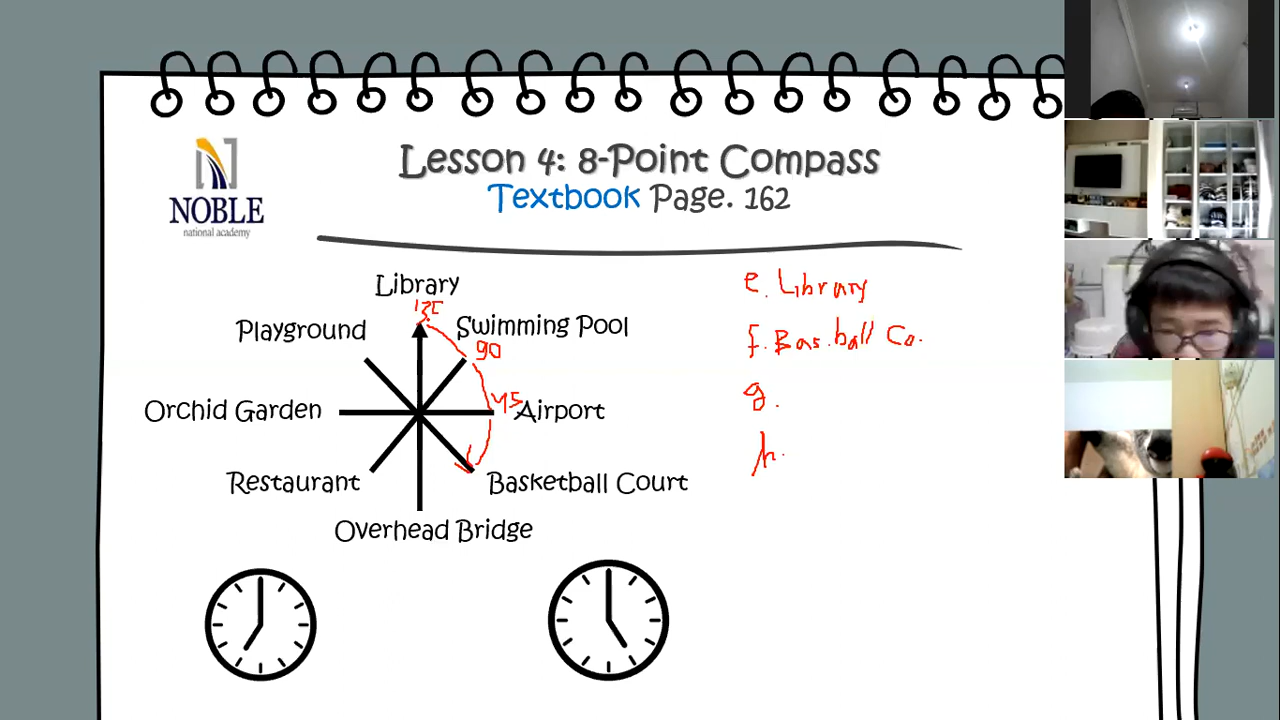 Lesson 4: 8-Point Compass
Textbook Page. 162
NOBLE
national academy
Library
135
Playground
Swimming Pool
90
Orchid Garden
45
Airport
Restaurant
Basketball Court
Overhead Bridge
e. Library
f. Bas.ball Co.
g.
h.